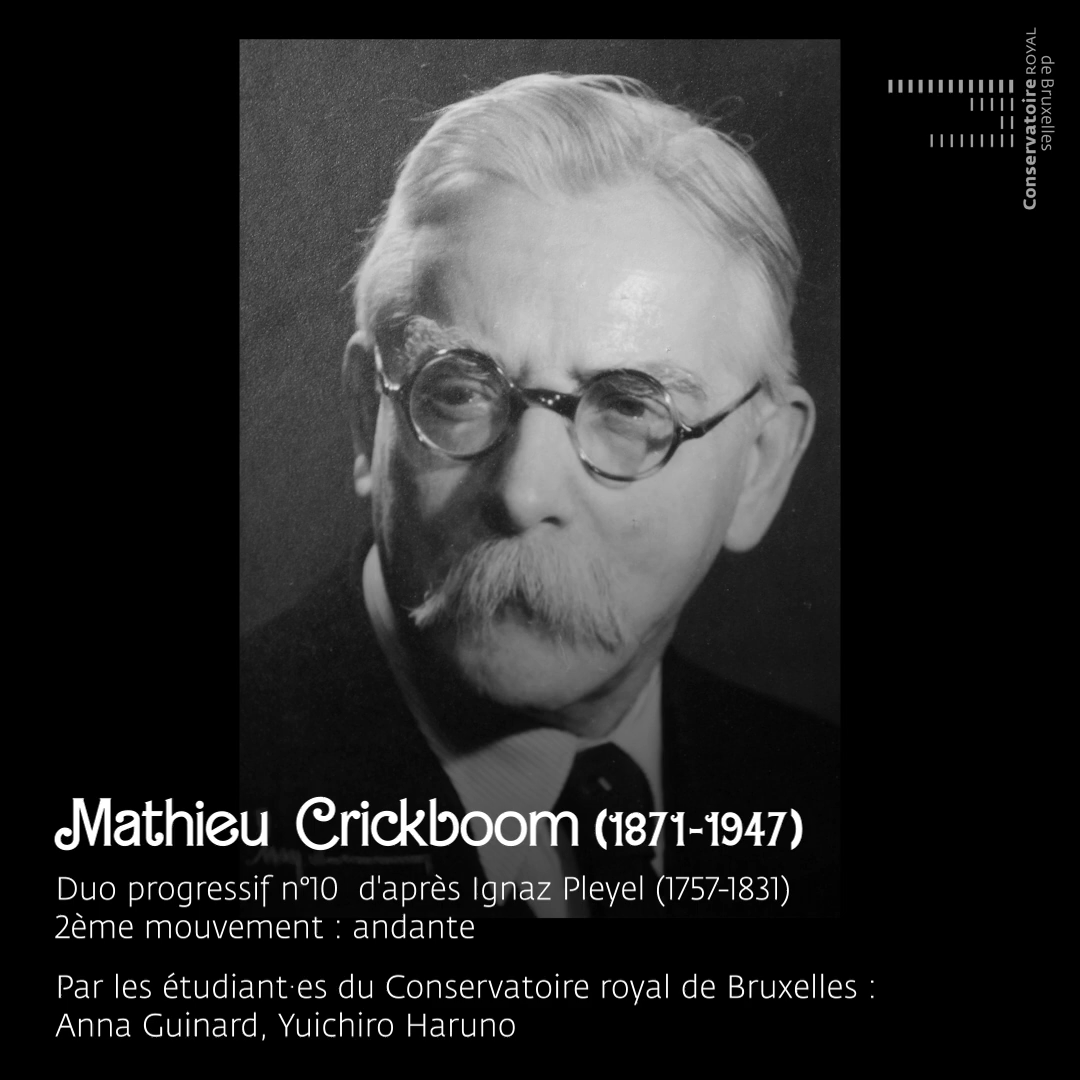 Conservatoire ROYAL
de Bruxelles
Mathieu Crickboom (1871-1947)
Duo progressif n°10 d'après Ignaz Pleyel (1757-1831)
2ème mouvement : andante
Par les étudiant·es du Conservatoire royal de Bruxelles :
Anna Guinard, Yuichiro Haruno